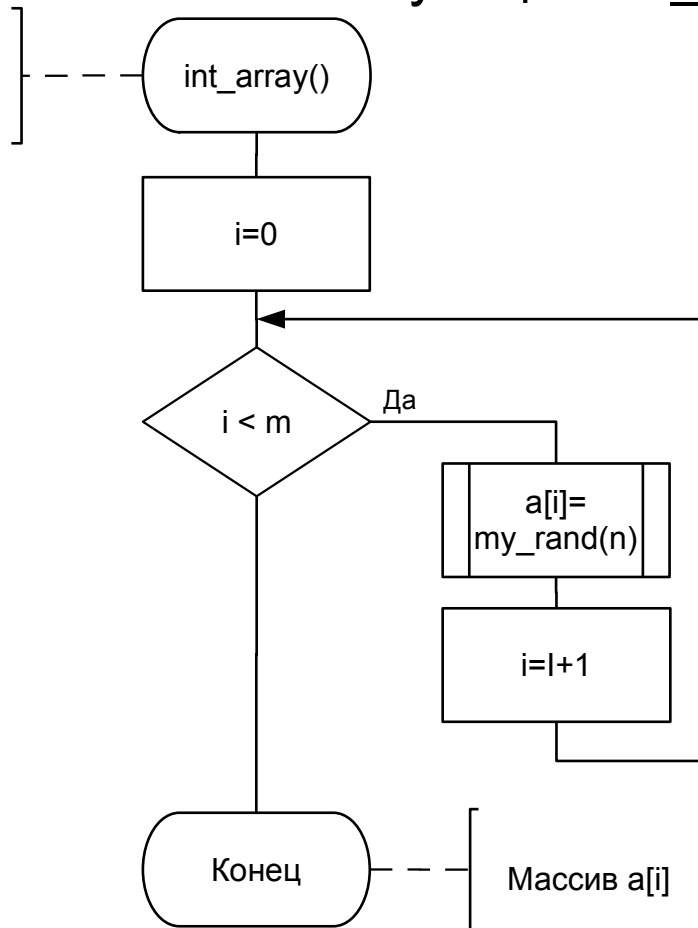 int_array()
i=0
i < m
Да
a[i]=
my_rand(n)
i=I+1
Конец
Массив a[i]